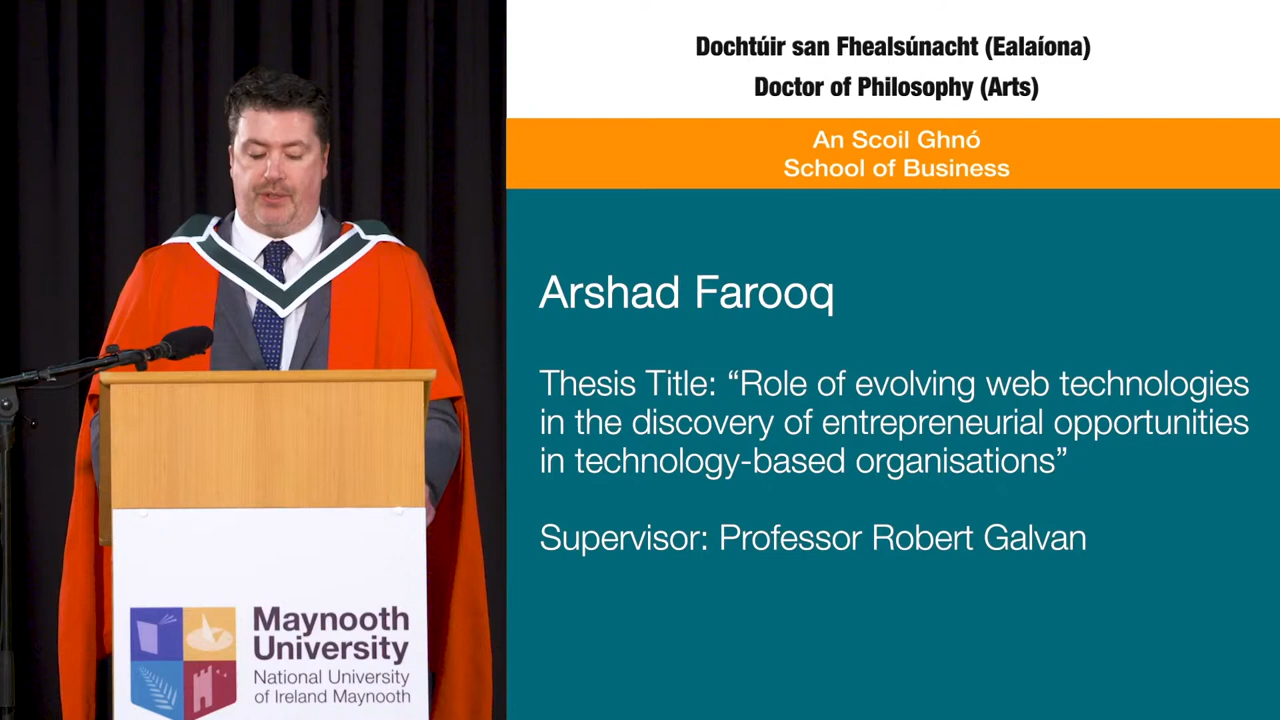 Dochtúir san Fhealsúnacht (Ealaíona)
Doctor of Philosophy (Arts)
An Scoil Ghnó
School of Business
Arshad Farooq
Thesis Title: “Role of evolving web technologies
in the discovery of entrepreneurial opportunities
in technology-based organisations”
Supervisor: Professor Robert Galvan
Maynooth
University
National University
of Ireland Maynooth